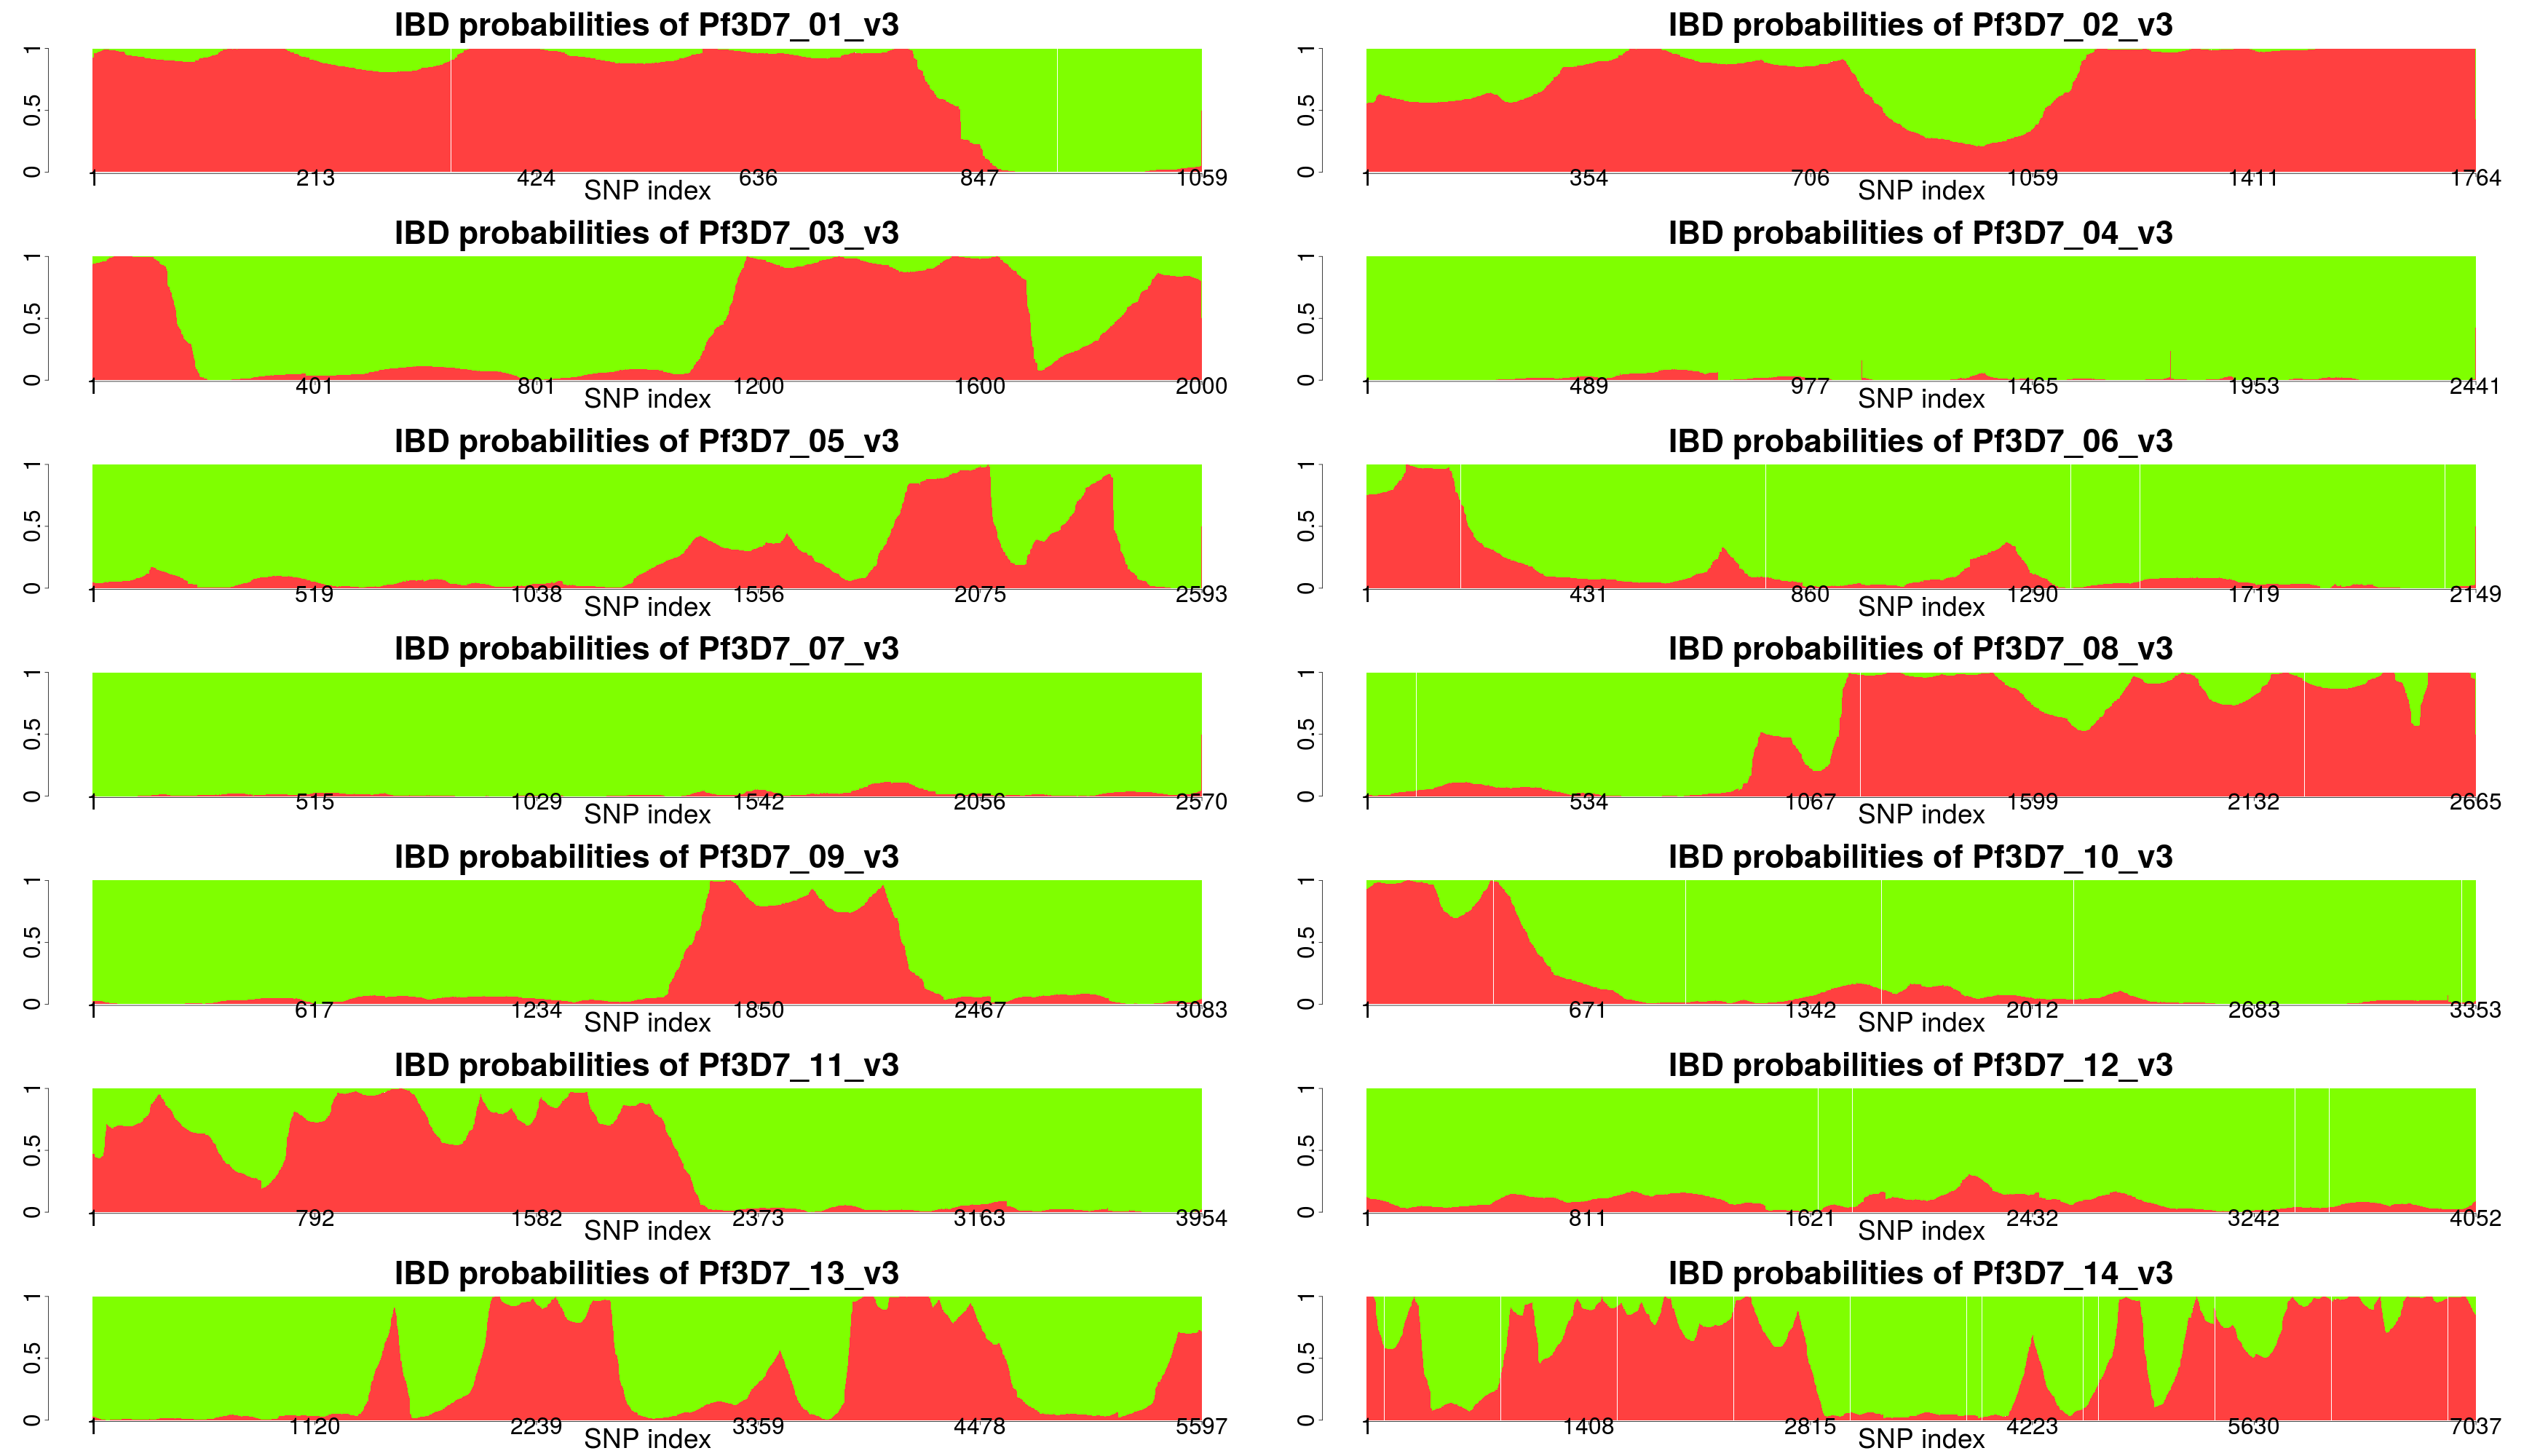 IBD probabilities of Pf3D7_01_v3
0 0.5 1
1 213 424 636 847 1059
SNP index
IBD probabilities of Pf3D7_02_v3
0 0.5 1
1 354 706 1059 1411 1764
SNP index
IBD probabilities of Pf3D7_03_v3
0 0.5 1
1 401 801 1200 1600 2000
SNP index
IBD probabilities of Pf3D7_04_v3
0 0.5 1
1 489 977 1465 1953 2441
SNP index
IBD probabilities of Pf3D7_05_v3
0 0.5 1
1 519 1038 1556 2075 2593
SNP index
IBD probabilities of Pf3D7_06_v3
0 0.5 1
1 431 860 1290 1719 2149
SNP index
IBD probabilities of Pf3D7_07_v3
0 0.5 1
1 515 1029 1542 2056 2570
SNP index
IBD probabilities of Pf3D7_08_v3
0 0.5 1
1 534 1067 1599 2132 2665
SNP index
IBD probabilities of Pf3D7_09_v3
0 0.5 1
1 617 1234 1850 2467 3083
SNP index
IBD probabilities of Pf3D7_10_v3
0 0.5 1
1 671 1342 2012 2683 3353
SNP index
IBD probabilities of Pf3D7_11_v3
0 0.5 1
1 792 1582 2373 3163 3954
SNP index
IBD probabilities of Pf3D7_12_v3
0 0.5 1
1 811 1621 2432 3242 4052
SNP index
IBD probabilities of Pf3D7_13_v3
0 0.5 1
1 1120 2239 3359 4478 5597
SNP index
IBD probabilities of Pf3D7_14_v3
0 0.5 1
1 1408 2815 4223 5630 7037
SNP index